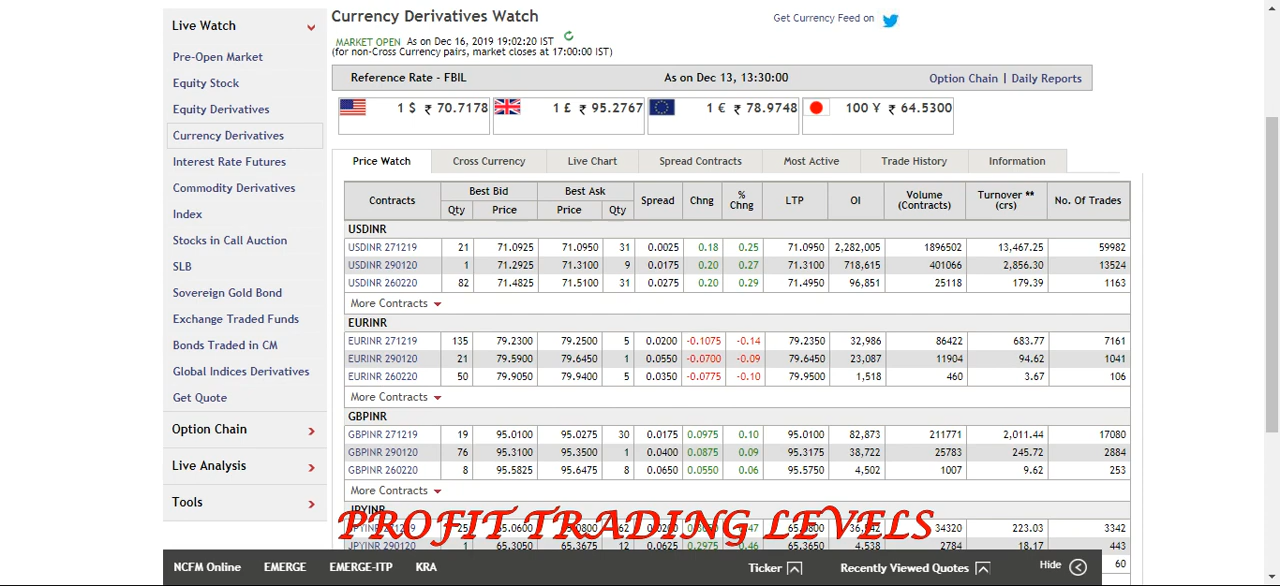 Live Watch
Pre-Open Market
Equity Stock
Equity Derivatives
Currency Derivatives
Interest Rate Futures
Commodity Derivatives
Index
Stocks in Call Auction
SLB
Sovereign Gold Bond
Exchange Traded Funds
Bonds Traded in CM
Global Indices Derivatives
Get Quote
Option Chain
Live Analysis
Tools
Currency Derivatives Watch
Get Currency Feed on
MARKET OPEN As on Dec 16, 2019 19:02:20 IST
(for non-Cross Currency pairs, market closes at 17:00:00 IST)
Reference Rate - FBIL As on Dec 13, 13:30:00 Option Chain | Daily Reports
1 $ ₹ 70.7178 1 £ ₹ 95.2767 1 € ₹ 78.9748 100 ¥ ₹ 64.5300
Price Watch Cross Currency Live Chart Spread Contracts Most Active Trade History Information
Contracts Best Bid Best Ask Spread Chng % Chng LTP OI Volume (Contracts) Turnover ** (crs) No. Of Trades
Qty Price Price Qty
USDINR
USDINR 271219 21 71.0925 71.0950 31 0.0025 0.18 0.25 71.0950 2,282,005 1896502 13,467.25 59982
USDINR 290120 1 71.2925 71.3100 9 0.0175 0.20 0.27 71.3100 718,615 401066 2,856.30 13524
USDINR 260220 82 71.4825 71.5100 31 0.0275 0.20 0.29 71.4950 96,851 25118 179.39 1163
More Contracts
EURINR
EURINR 271219 135 79.2300 79.2500 5 0.0200 -0.1075 -0.14 79.2350 32,986 86422 683.77 7161
EURINR 290120 21 79.5900 79.6450 1 0.0550 -0.0700 -0.09 79.6450 23,087 11904 94.62 1041
EURINR 260220 50 79.9050 79.9400 5 0.0350 -0.0775 -0.10 79.9500 1,518 460 3.67 106
More Contracts
GBPINR
GBPINR 271219 19 95.0100 95.0275 30 0.0175 0.0975 0.10 95.0100 82,873 211771 2,011.44 17080
GBPINR 290120 76 95.3100 95.3500 1 0.0400 0.0875 0.09 95.3175 38,722 25783 245.72 2884
GBPINR 260220 8 95.5825 95.6475 8 0.0650 0.0550 0.06 95.5750 4,502 1007 9.62 253
More Contracts
JPYINR
PROFIT TRADING LEVELS
34320 223.03 3342
JPYINR 290120 1 65.3050 65.3675 12 0.0625 0.2975 0.46 65.3650 4,538 2784 18.17 443
60
NCFM Online EMERGE EMERGE-ITP KRA Ticker Recently Viewed Quotes Hide